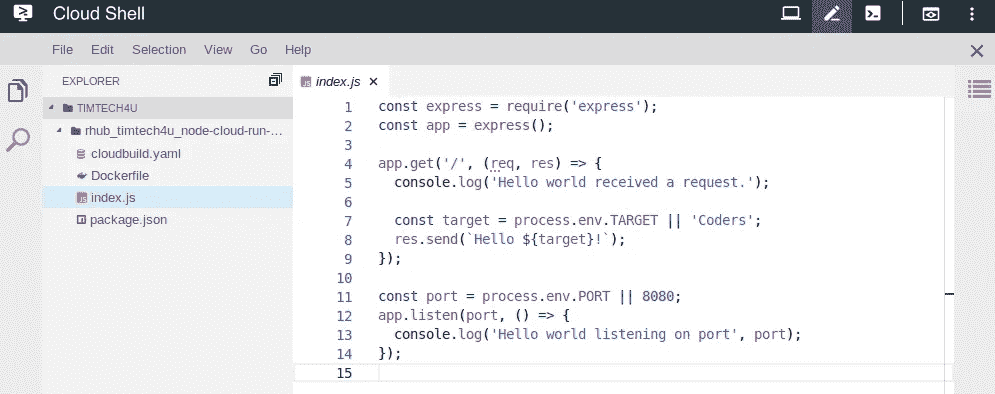 Cloud Shell
File Edit Selection View Go Help
EXPLORER
TIMTECH4U
rhub_timtech4u_node-cloud-run-...
cloudbuild.yaml
Dockerfile
index.js
package.json
index.js
1 const express = require('express');
2 const app = express();
3
4 app.get('/', (req, res) => {
5   console.log('Hello world received a request.');
6
7   const target = process.env.TARGET || 'Coders';
8   res.send(`Hello ${target}!`);
9 });
10
11 const port = process.env.PORT || 8080;
12 app.listen(port, () => {
13   console.log('Hello world listening on port', port);
14 });
15